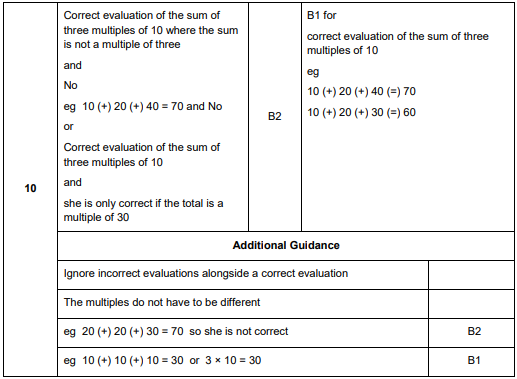 Correct evaluation of the sum of
three multiples of 10 where the sum
is not a multiple of three
and
No
eg 10 (+) 20 (+) 40 = 70 and No
or
Correct evaluation of the sum of
three multiples of 10
and
she is only correct if the total is a
multiple of 30
B2
B1 for
correct evaluation of the sum of three
multiples of 10
eg
10 (+) 20 (+) 40 (=) 70
10 (+) 20 (+) 30 (=) 60
10
Additional Guidance
Ignore incorrect evaluations alongside a correct evaluation
The multiples do not have to be different
eg 20 (+) 20 (+) 30 = 70 so she is not correct
B2
eg 10 (+) 10 (+) 10 = 30 or 3 × 10 = 30
B1